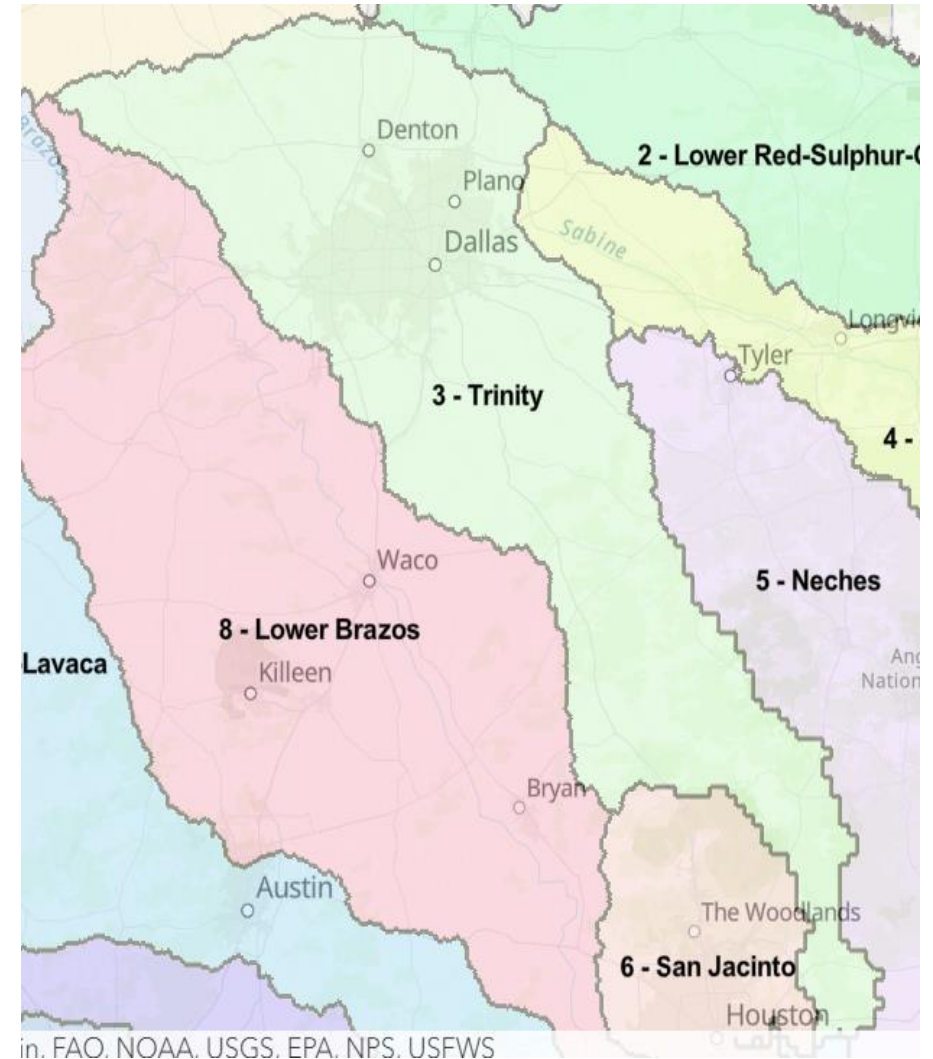 Denton
2 - Lower Red-Sulphur-
Plano
Sabine
Dallas
Tyler
3 - Trinity
4 -
Waco
5 - Neches
8 - Lower Brazos
Lavaca
Killeen
Bryan
Austin
The Woodlands
6 - San Jacinto
Houston
FAO, NOAA, USGS, EPA, NPS, USFWS